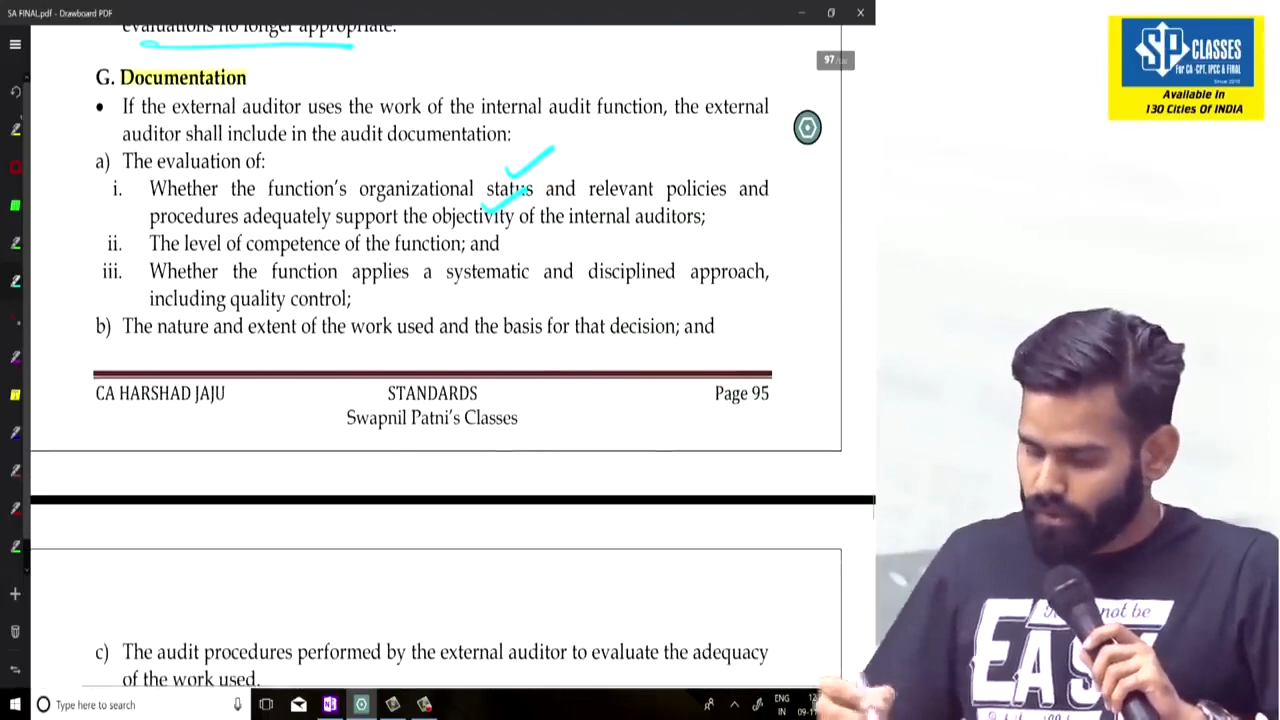 SA FINAL.pdf - Drawboard PDF
evaluations no longer appropriate.
97
G. Documentation
• If the external auditor uses the work of the internal audit function, the external
auditor shall include in the audit documentation:
a) The evaluation of:
i. Whether the function's organizational status and relevant policies and
procedures adequately support the objectivity of the internal auditors;
ii. The level of competence of the function; and
iii. Whether the function applies a systematic and disciplined approach,
including quality control;
b) The nature and extent of the work used and the basis for that decision; and
CA HARSHAD JAJU STANDARDS Page 95
Swapnil Patni's Classes
c) The audit procedures performed by the external auditor to evaluate the adequacy
of the work used.
Type here to search
ENG
IN
SP CLASSES
For CA -CPT, IPCC & FINAL
Since 2010
Available In
130 Cities Of INDIA
not be
EAS